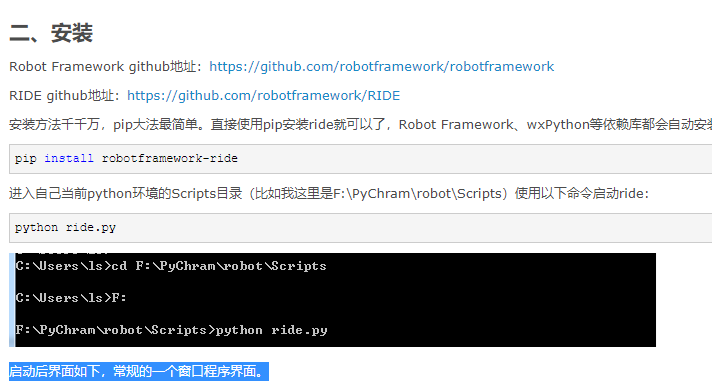 二、安装
Robot Framework github地址：https://github.com/robotframework/robotframework
RIDE github地址：https://github.com/robotframework/RIDE
安装方法千千万，pip大法最简单。直接使用pip安装ride就可以了，Robot Framework、wxPython等依赖库都会自动安
pip install robotframework-ride
进入自己当前python环境的Scripts目录（比如我这里是F:\PyChram\robot\Scripts）使用以下命令启动ride：
python ride.py
C:\Users\ls>cd F:\PyChram\robot\Scripts
C:\Users\ls>F:
F:\PyChram\robot\Scripts>python ride.py
启动后界面如下，常规的一个窗口程序界面。